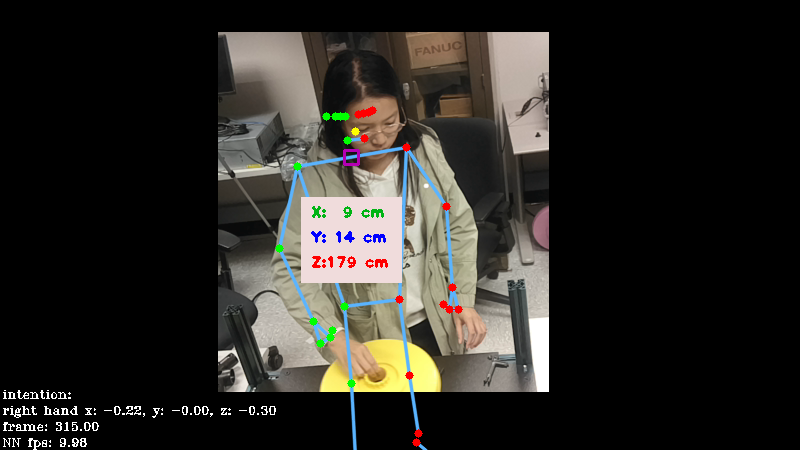 FANUC
X: 9 cm
Y: 14 cm
Z:179 cm
intention:
right hand x: -0.22, y: -0.00, z: -0.30
frame: 315.00
NN fps: 9.98